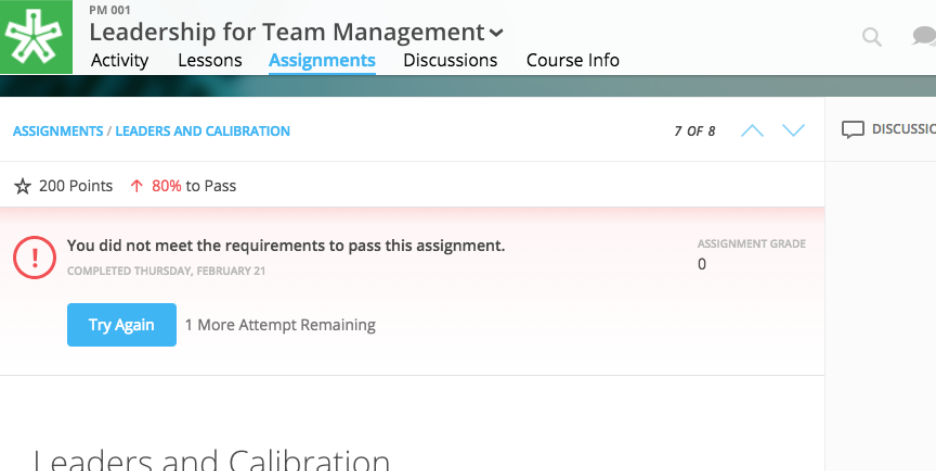 PM 001
Leadership for Team Management
Activity Lessons Assignments Discussions Course Info
ASSIGNMENTS / LEADERS AND CALIBRATION
7 OF 8
DISCUSSIO
200 Points 80% to Pass
You did not meet the requirements to pass this assignment.
COMPLETED THURSDAY, FEBRUARY 21
ASSIGNMENT GRADE
0
Try Again 1 More Attempt Remaining
Leaders and Calibration